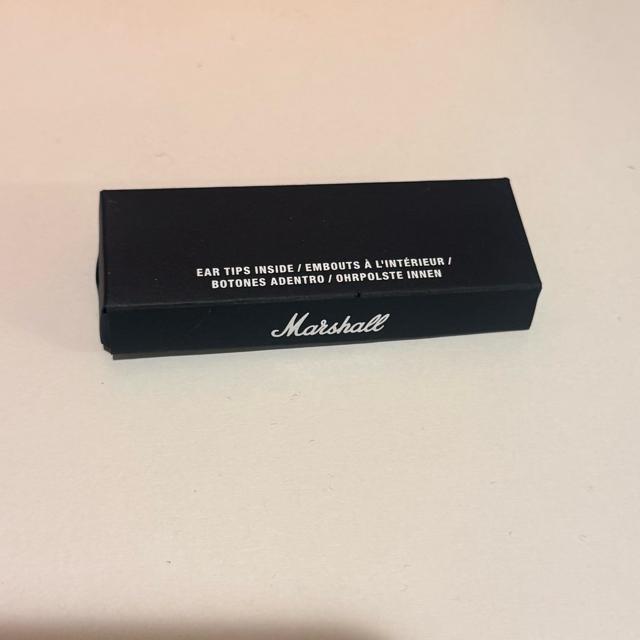 EAR TIPS INSIDE / EMBOUTS À L'INTÉRIEUR /
BOTONES ADENTRO / OHRPOLSTE INNEN
Marshall